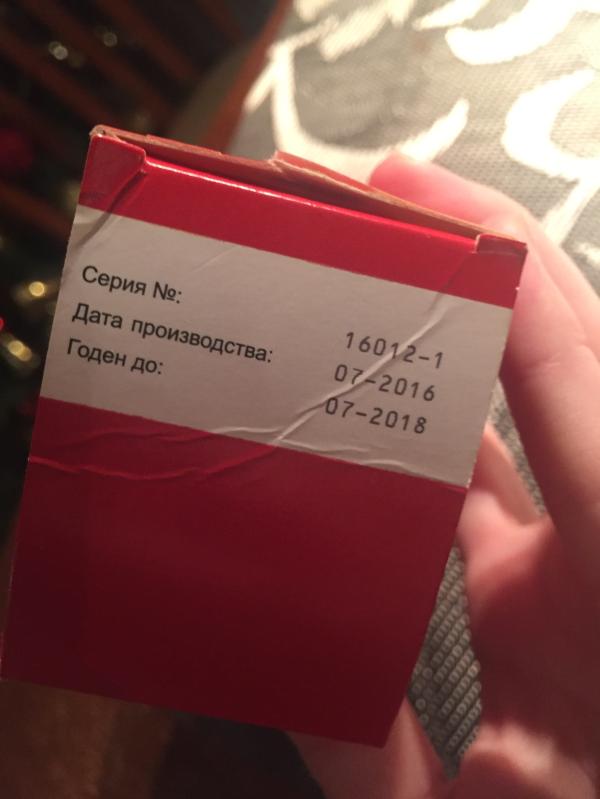 Серия №: 16012-1
Дата производства: 07-2016
Годен до: 07-2018